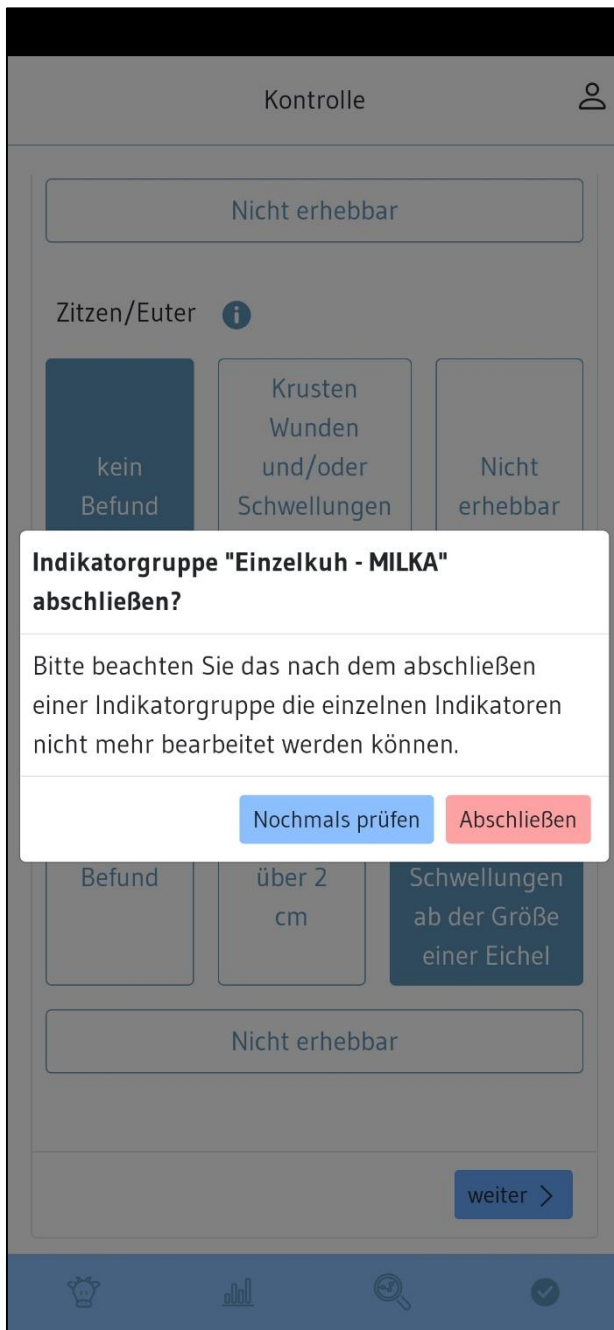 Kontrolle
Nicht erhebbar
Zitzen/Euter
kein
Befund
Krusten
Wunden
und/oder
Schwellungen
Nicht
erhebbar
Indikatorgruppe "Einzelkuh - MILKA"
abschließen?
Bitte beachten Sie das nach dem abschließen
einer Indikatorgruppe die einzelnen Indikatoren
nicht mehr bearbeitet werden können.
Nochmals prüfen
Abschließen
Befund
über 2
cm
Schwellungen
ab der Größe
einer Eichel
Nicht erhebbar
weiter